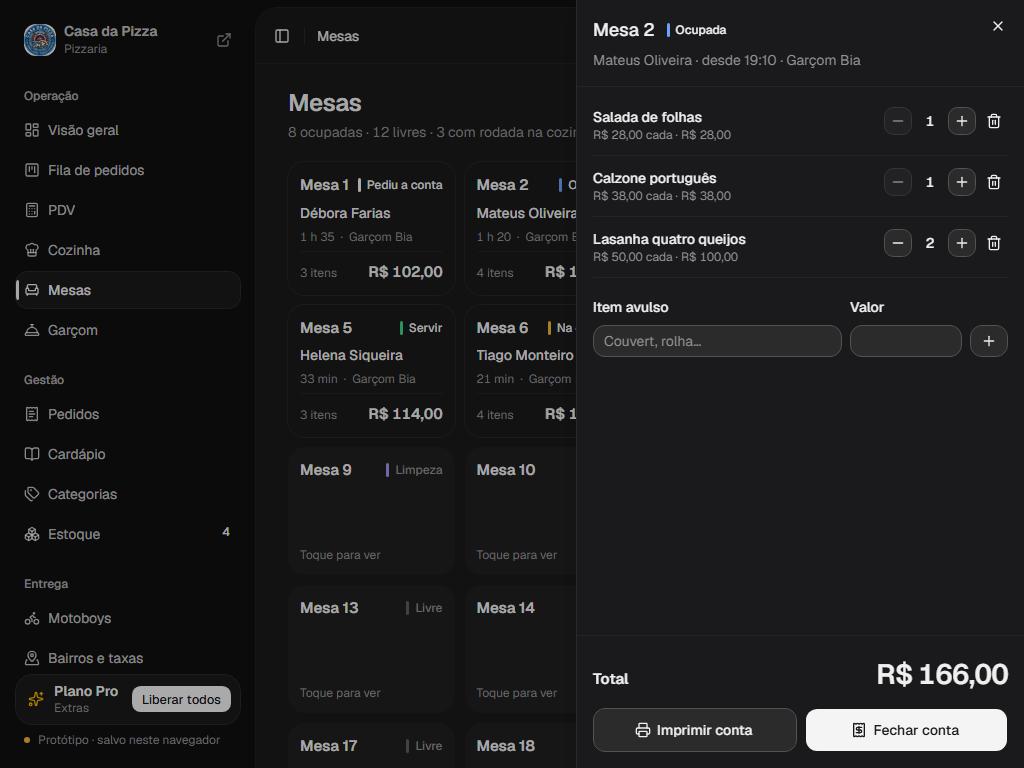 Casa da Pizza
Pizzaria
Operação
Visão geral
Fila de pedidos
PDV
Cozinha
Mesas
Garçom
Gestão
Pedidos
Cardápio
Categorias
Estoque 4
Entrega
Motoboys
Bairros e taxas
Plano Pro
Extras
Liberar todos
Protótipo · salvo neste navegador
Mesas
Mesas
8 ocupadas · 12 livres · 3 com rodada na
Mesa 1 Pediu a conta
Débora Farias
1 h 35 · Garçom Bia
3 itens R$ 102,00
Mesa 2
Mateus Oliveira
1 h 20 · Garçom
4 itens R$
Mesa 5 Servir
Helena Siqueira
33 min · Garçom Bia
3 itens R$ 114,00
Mesa 6 Na
Tiago Monteiro
21 min · Garçom
4 itens R$
Mesa 9 Limpeza
Toque para ver
Mesa 10
Toque para ver
Mesa 13 Livre
Toque para ver
Mesa 14
Toque para ver
Mesa 17 Livre
Mesa 18
Mesa 2 Ocupada
Mateus Oliveira · desde 19:10 · Garçom Bia
Salada de folhas
R$ 28,00 cada · R$ 28,00
1
Calzone português
R$ 38,00 cada · R$ 38,00
1
Lasanha quatro queijos
R$ 50,00 cada · R$ 100,00
2
Item avulso Valor
Couvert, rolha…
Total R$ 166,00
Imprimir conta
Fechar conta